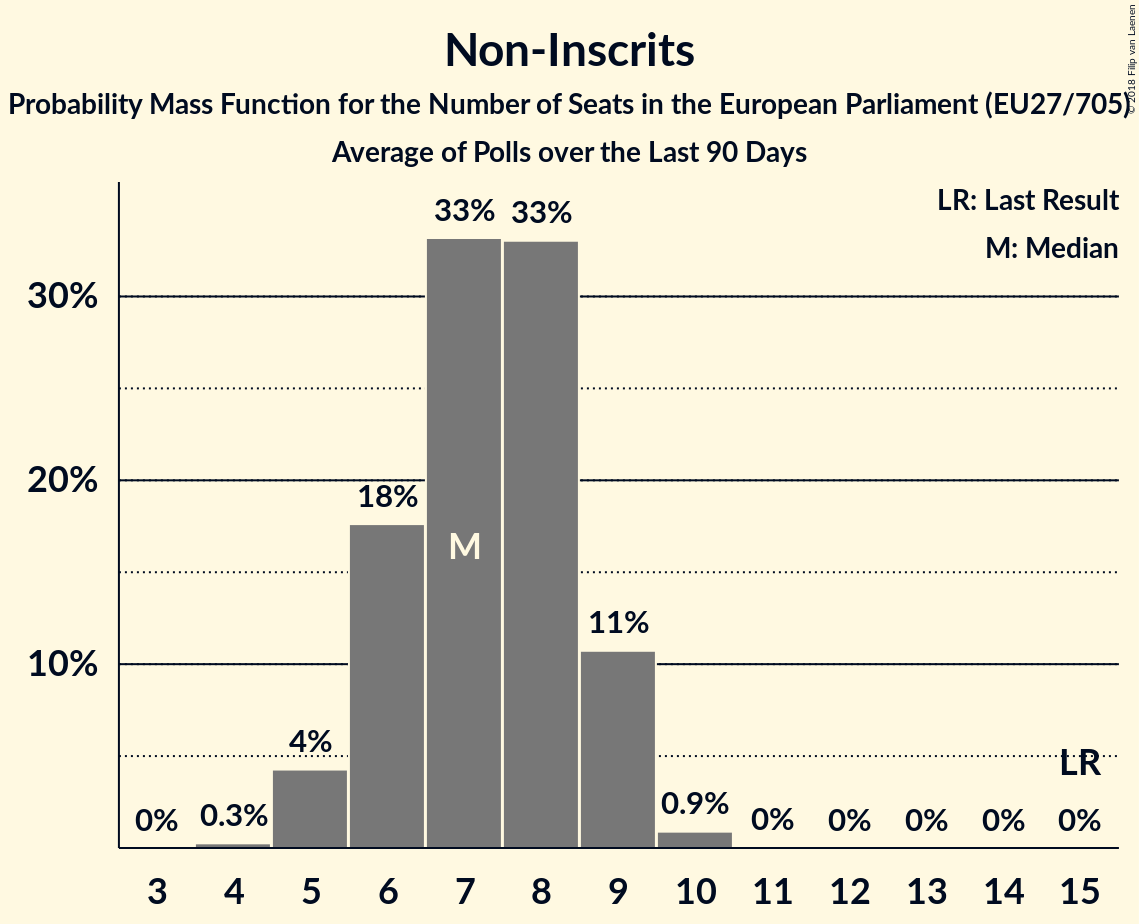 Non-Inscrits
Probability Mass Function for the Number of Seats in the European Parliament (EU27/705)
Average of Polls over the Last 90 Days
© 2018 Filip van Laenen
LR: Last Result
M: Median
33% 33%
30%
20%
18%
M
11%
10%
4%
LR
0% 0.3% 0.9% 0% 0% 0% 0% 0%
3 4 5 6 7 8 9 10 11 12 13 14 15